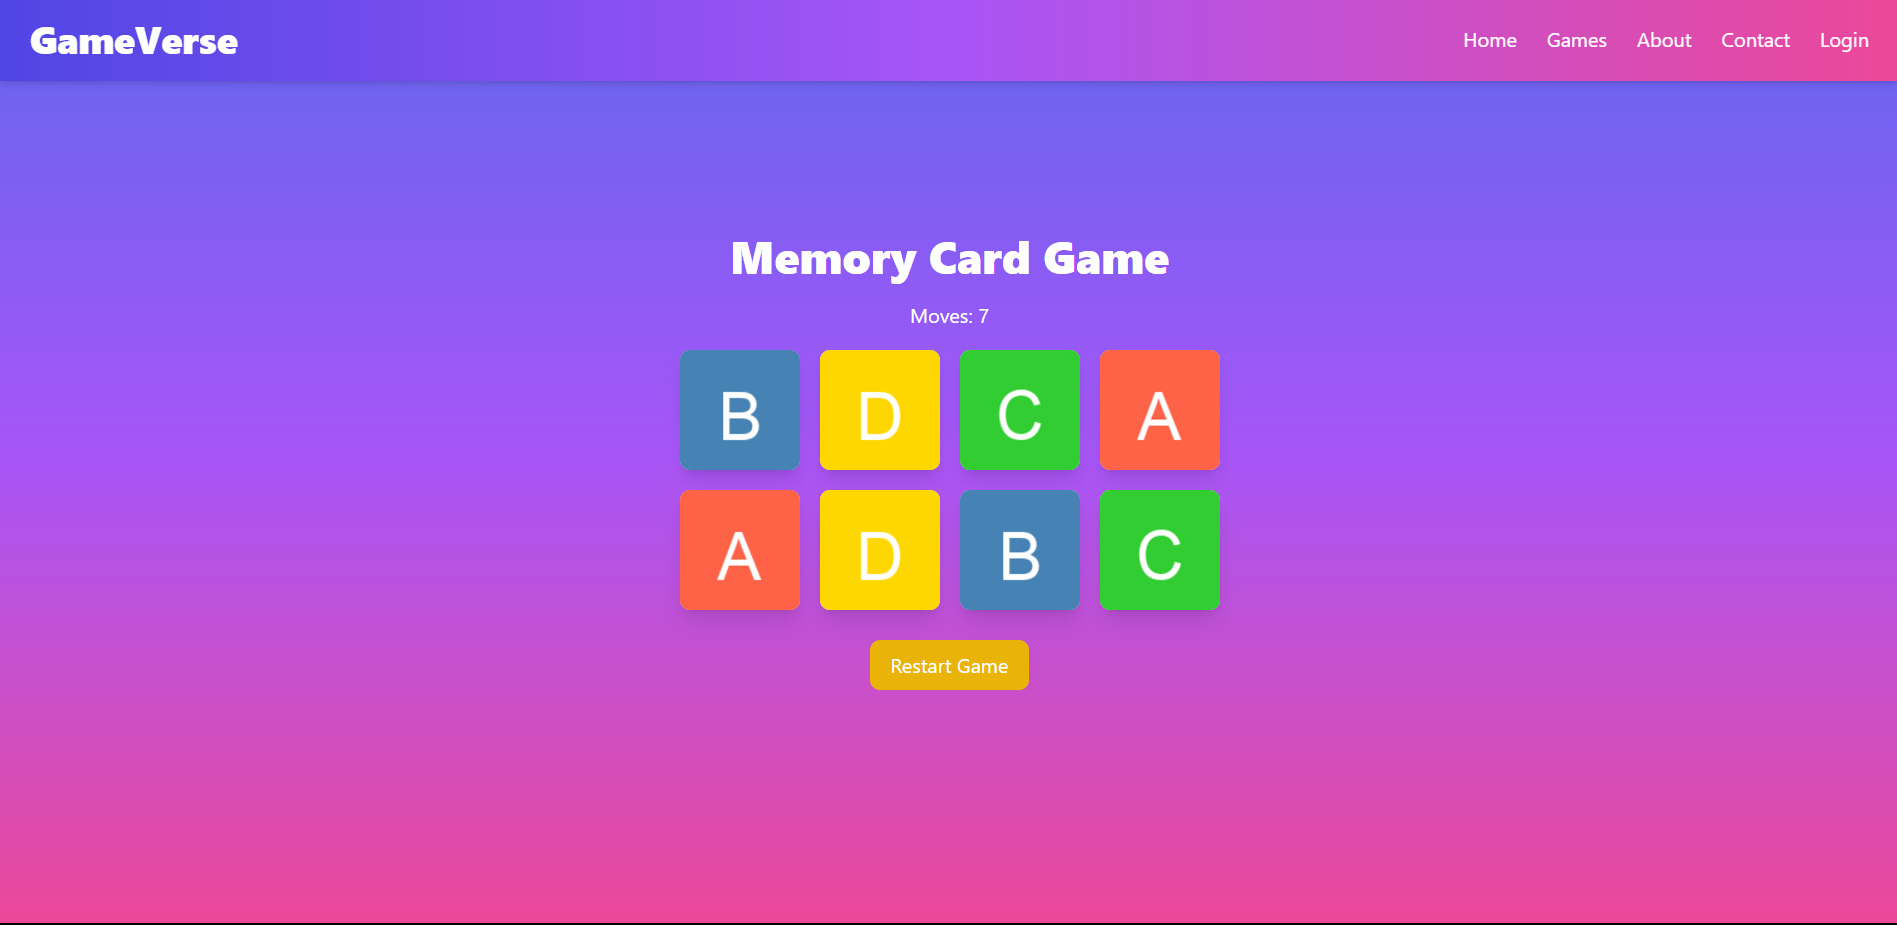 GameVerse
Home Games About Contact Login
Memory Card Game
Moves: 7
B D C A
A D B C
Restart Game